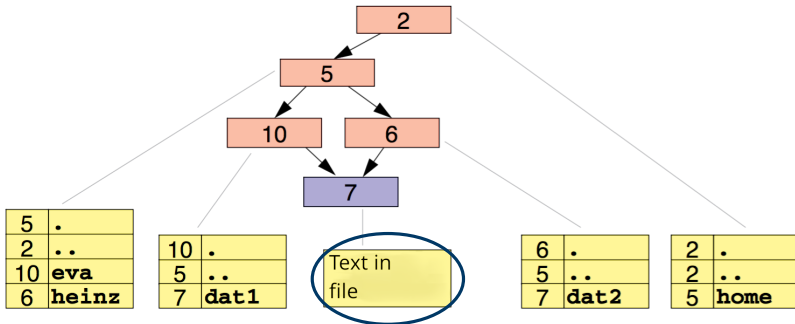 2
5
10 6
7
5 .
2 ..
10 eva
6 heinz
10 .
5 ..
7 dat1
Text in
file
6 .
5 ..
7 dat2
2 .
2 ..
5 home